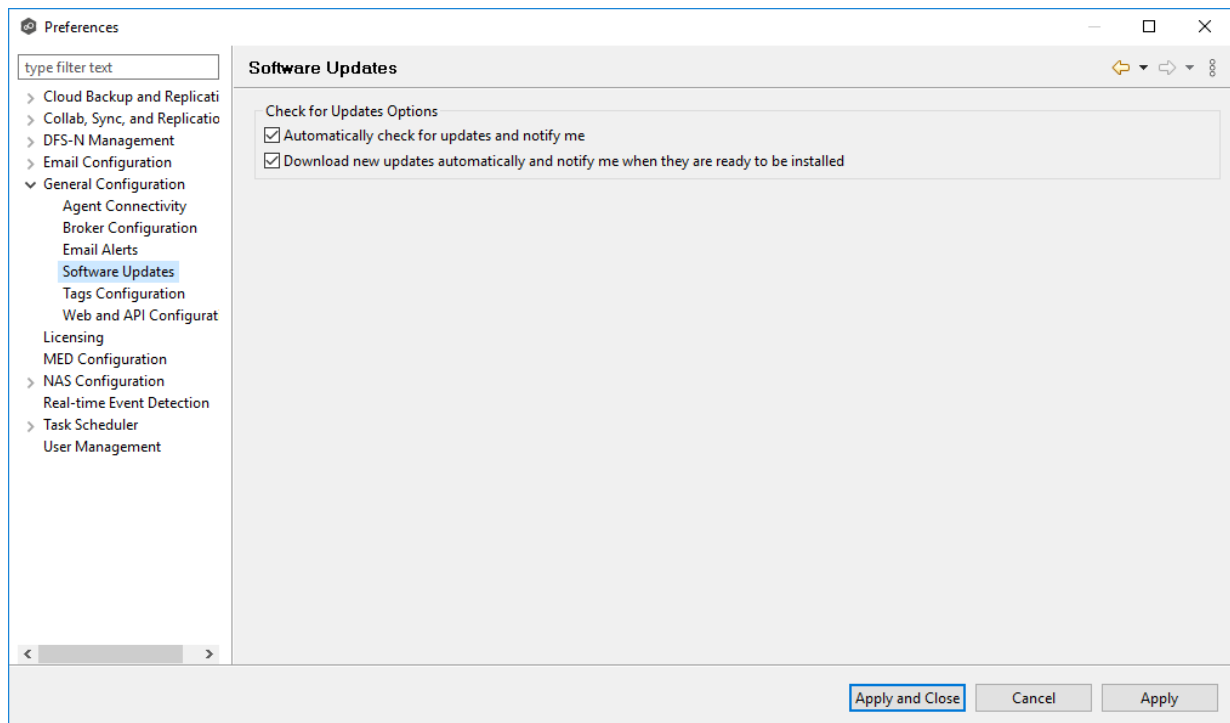 Preferences
type filter text
Cloud Backup and Replicati
Collab, Sync, and Replicatio
DFS-N Management
Email Configuration
General Configuration
Agent Connectivity
Broker Configuration
Email Alerts
Software Updates
Tags Configuration
Web and API Configurat
Licensing
MED Configuration
NAS Configuration
Real-time Event Detection
Task Scheduler
User Management
Software Updates
Check for Updates Options
Automatically check for updates and notify me
Download new updates automatically and notify me when they are ready to be installed
Apply and Close
Cancel
Apply